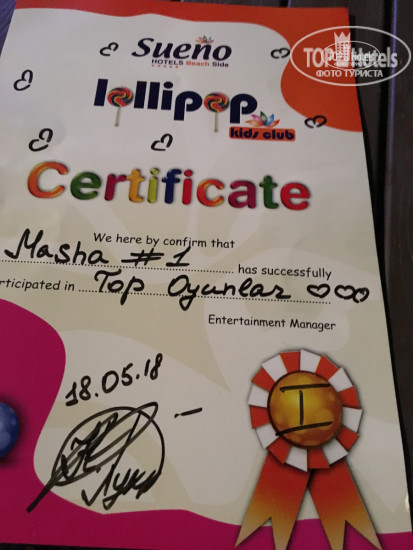 Sueno
HOTELS Beach Side
TOPHotels
ФОТО ТУРИСТА
lollipop
kids club
Certificate
We here by confirm that
Masha #1 has successfully
rticipated in Top Oyunlar
Entertainment Manager
18.05.18
I